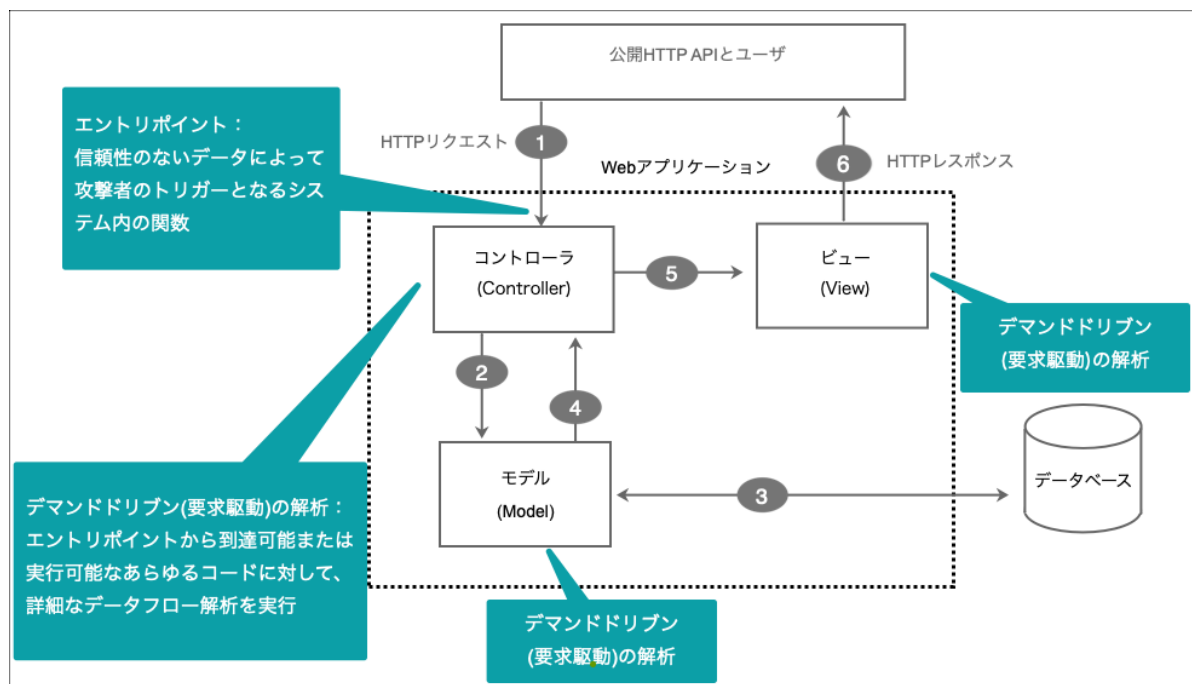 公開HTTP APIとユーザ
エントリポイント：
信頼性のないデータによって
攻撃者のトリガーとなるシス
テム内の関数
HTTPリクエスト
1
Webアプリケーション
6
HTTPレスポンス
コントローラ
(Controller)
5
ビュー
(View)
デマンドドリブン
(要求駆動)の解析
2
4
モデル
(Model)
3
データベース
デマンドドリブン(要求駆動)の解析：
エントリポイントから到達可能または
実行可能なあらゆるコードに対して、
詳細なデータフロー解析を実行
デマンドドリブン
(要求駆動)の解析